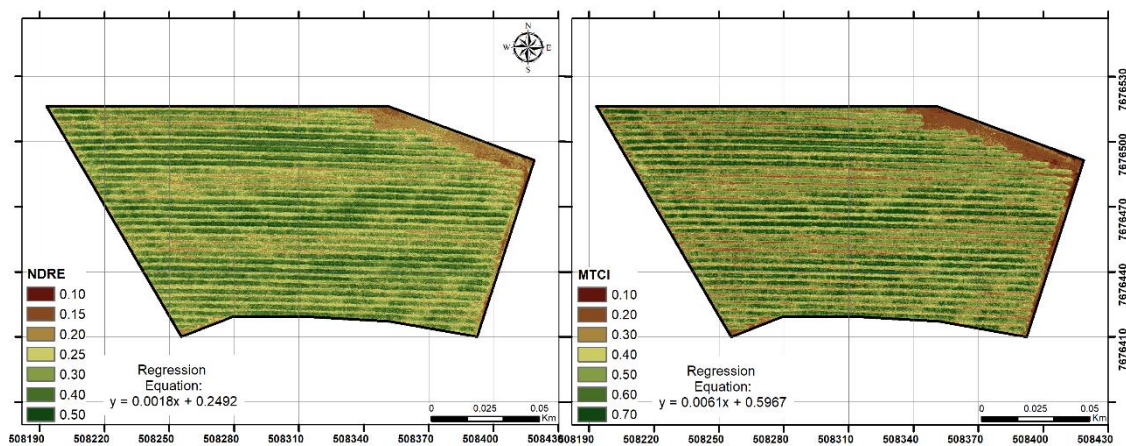 N
W E
S
NDRE
0.10
0.15
0.20
0.25
0.30
0.40
0.50
Regression
Equation:
y = 0.0018x + 0.2492
0 0.025 0.05
Km
508190 508220 508250 508280 508310 508340 508370 508400 508430
MTCI
0.10
0.20
0.30
0.40
0.50
0.60
0.70
Regression
Equation:
y = 0.0061x + 0.5967
0 0.025 0.05
Km
508190 508220 508250 508280 508310 508340 508370 508400 508430
7676530
7676500
7676470
7676440
7676410